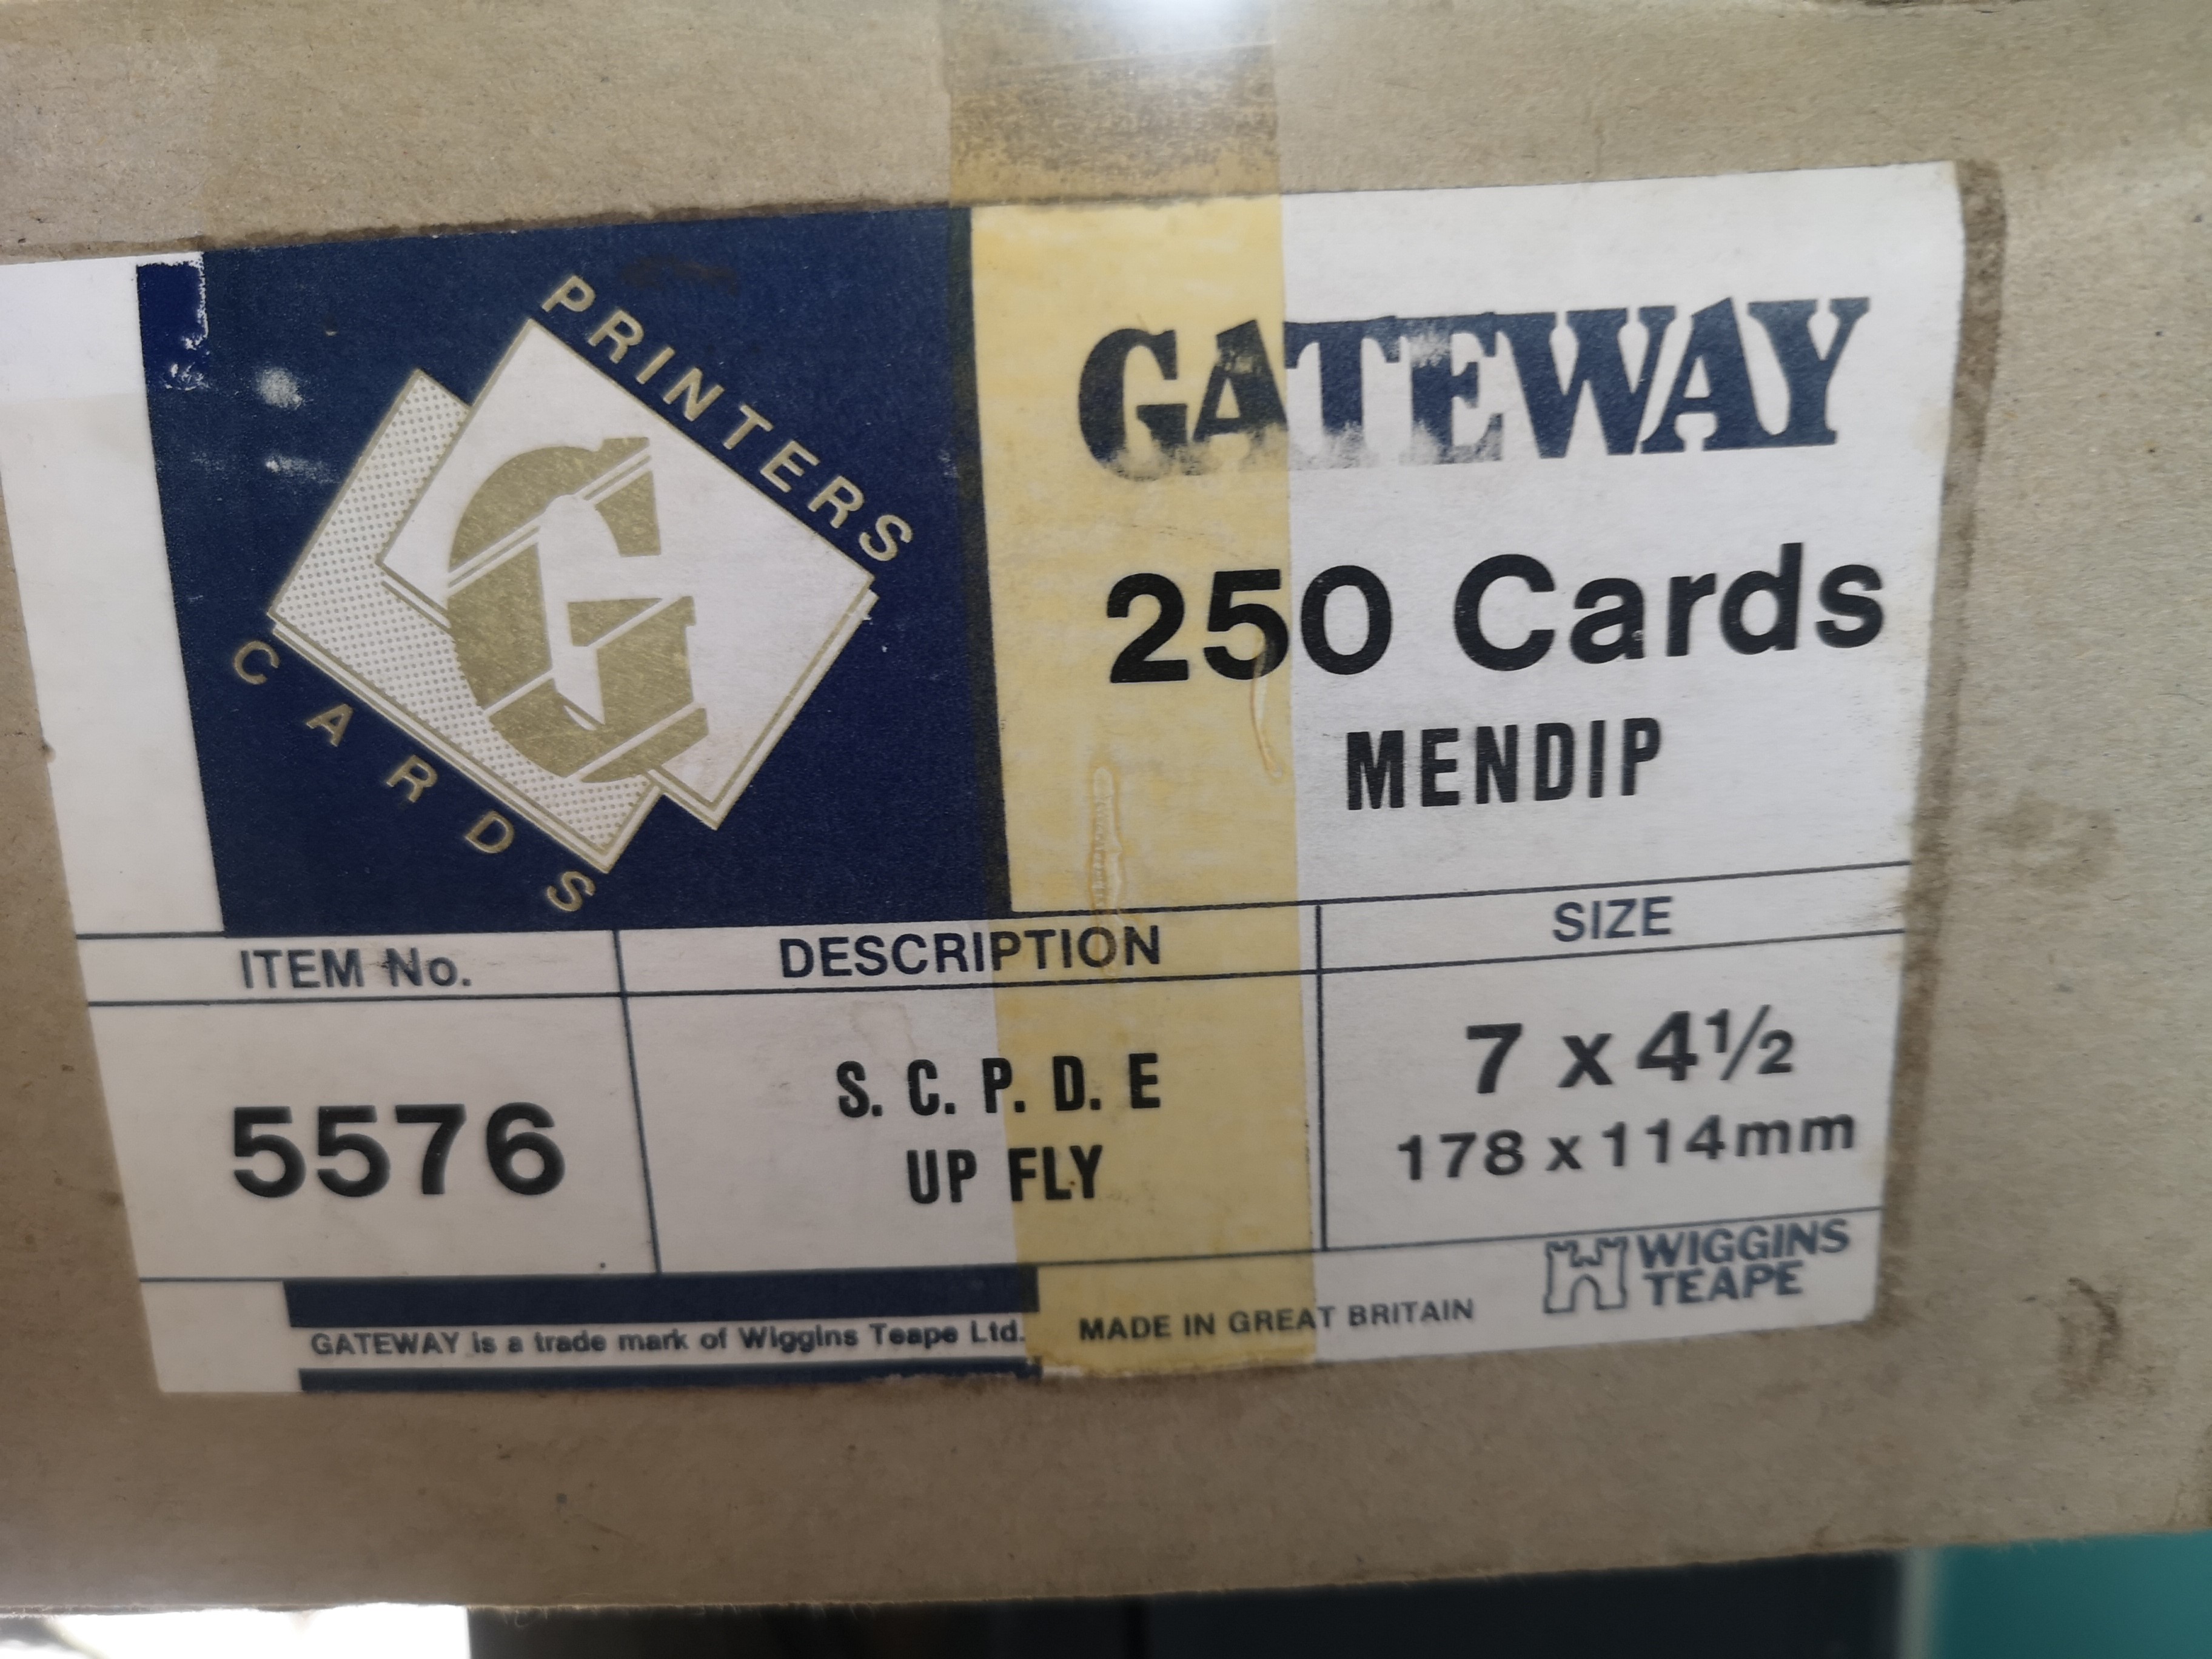 PRINTERS
G
CARDS
GATEWAY
250 Cards
MENDIP
ITEM No.
DESCRIPTION
SIZE
5576
S. C. P. D. E
UP FLY
7 x 4½
178 x 114mm
GATEWAY is a trade mark of Wiggins Teape Ltd.
MADE IN GREAT BRITAIN
WIGGINS
TEAPE